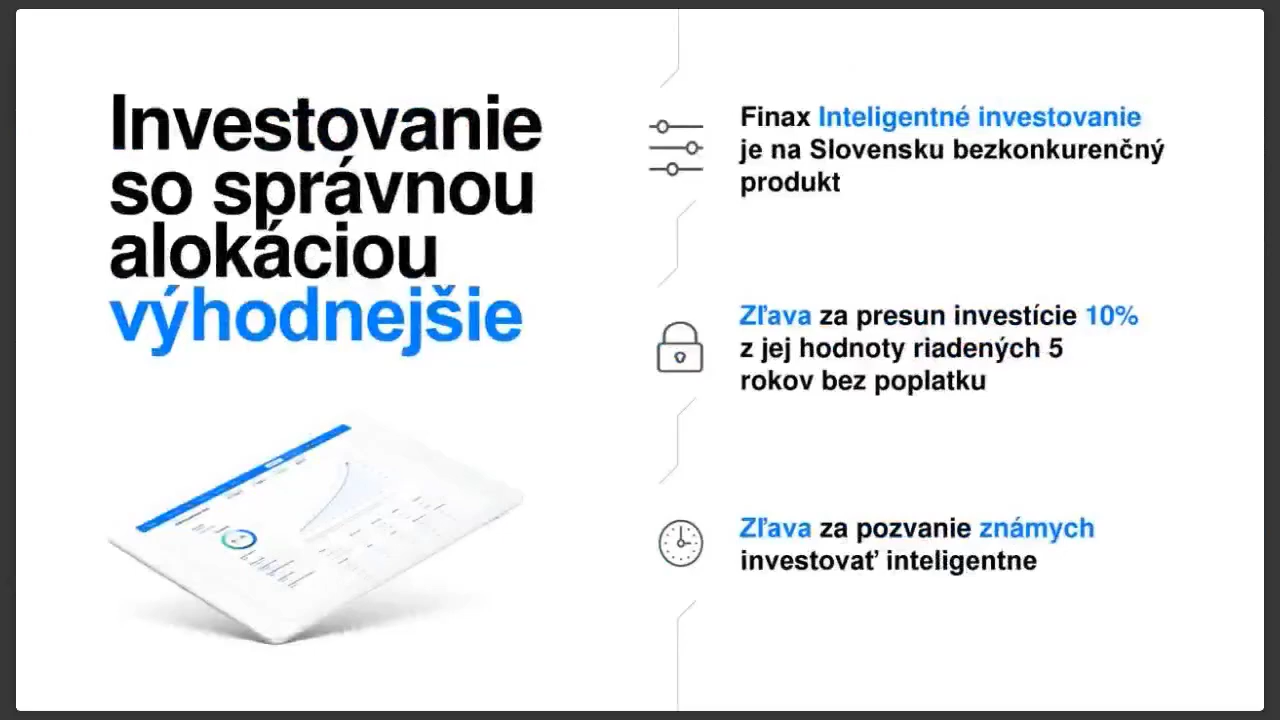 Investovanie
so správnou
alokáciou
výhodnejšie
Finax Inteligentné investovanie
je na Slovensku bezkonkurenčný
produkt
Zľava za presun investície 10%
z jej hodnoty riadených 5
rokov bez poplatku
Zľava za pozvanie známych
investovať inteligentne